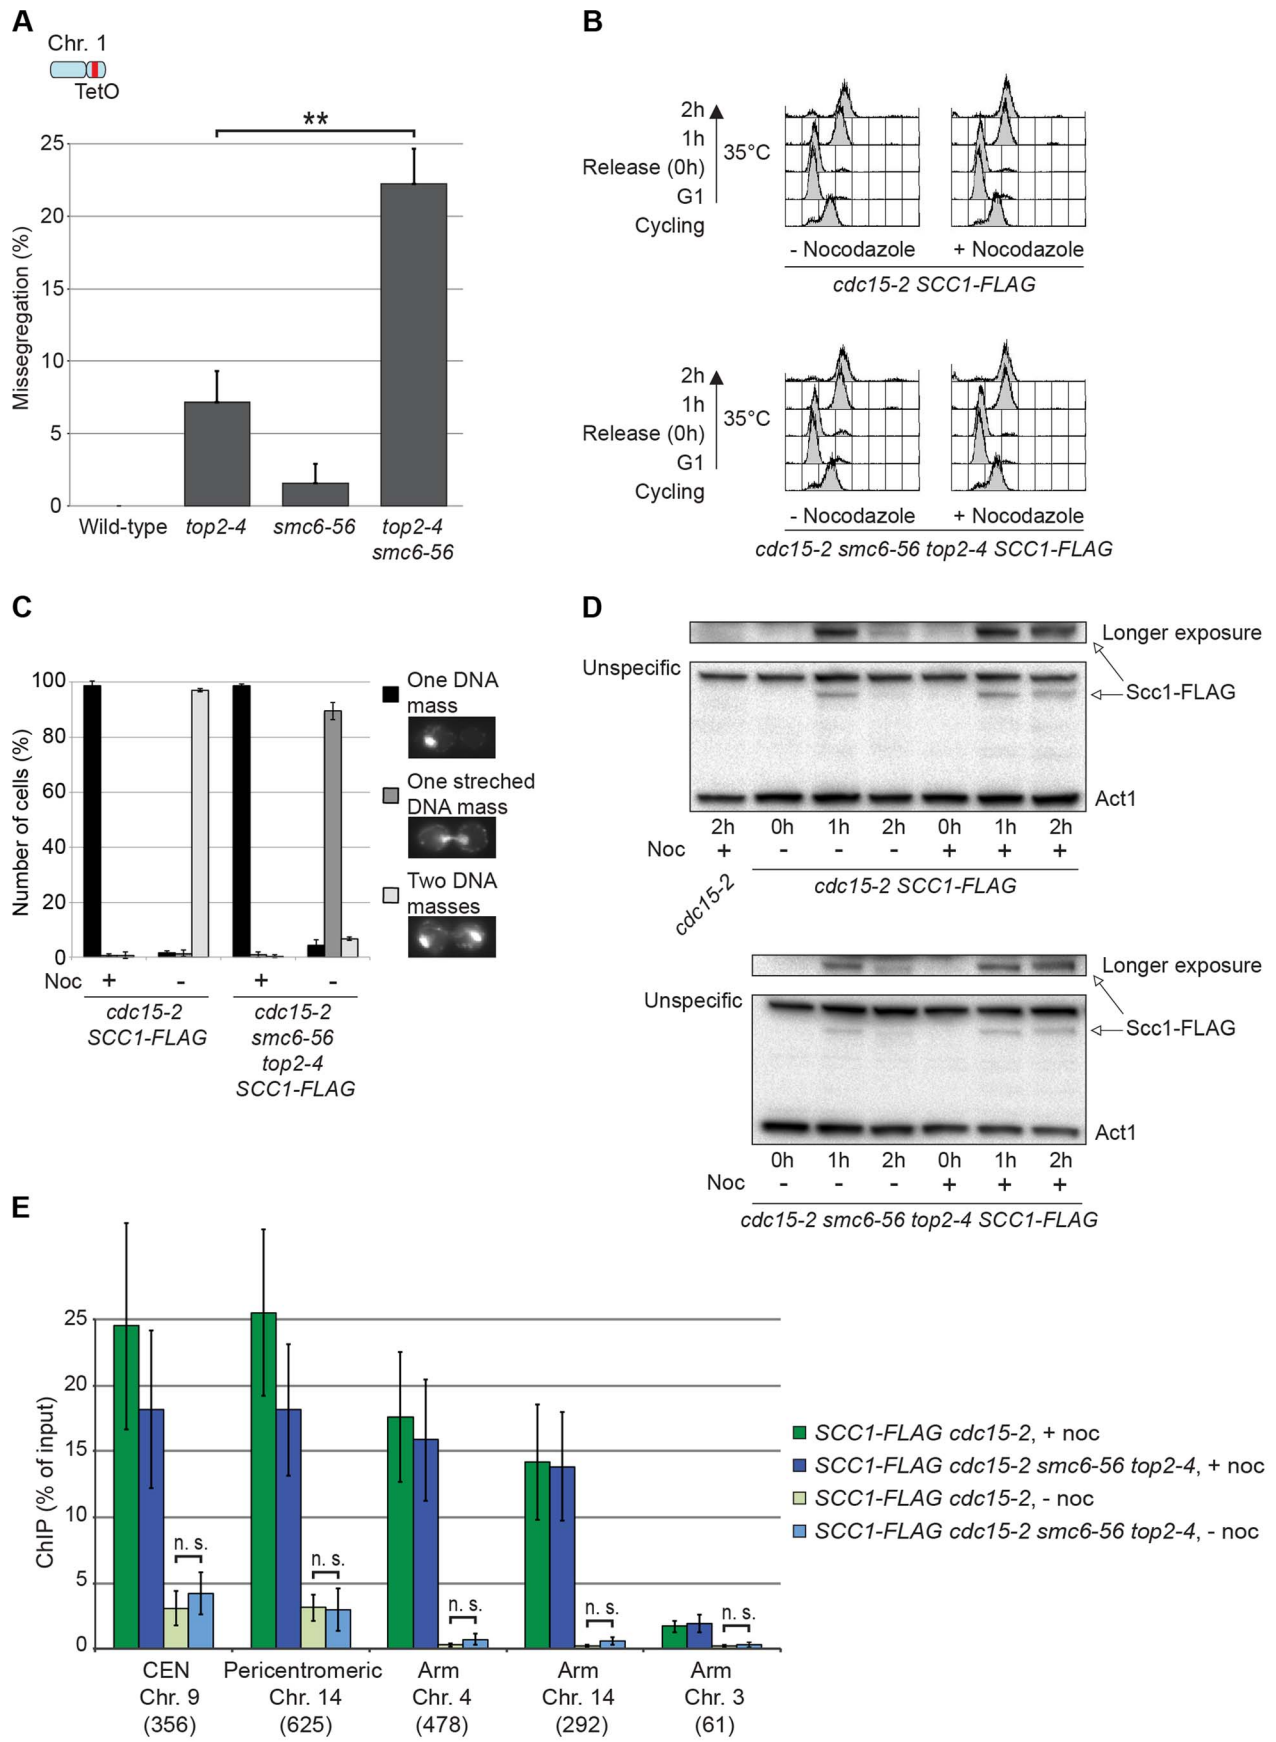 A
Chr. 1
TetO
**
25
20
15
10
5
0
Missegregation (%)
Wild-type
top2-4
smc6-56
top2-4
smc6-56
B
2h
1h
Release (0h)
G1
Cycling
35°C
- Nocodazole
+ Nocodazole
cdc15-2 SCC1-FLAG
2h
1h
Release (0h)
G1
Cycling
35°C
- Nocodazole
+ Nocodazole
cdc15-2 smc6-56 top2-4 SCC1-FLAG
C
100
80
60
40
20
0
Number of cells (%)
Noc + - + -
cdc15-2
SCC1-FLAG
cdc15-2
smc6-56
top2-4
SCC1-FLAG
One DNA
mass
One streched
DNA mass
Two DNA
masses
D
Longer exposure
Unspecific
Scc1-FLAG
Act1
2h 0h 1h 2h 0h 1h 2h
Noc + - - - + + +
cdc15-2
cdc15-2 SCC1-FLAG
Longer exposure
Unspecific
Scc1-FLAG
Act1
0h 1h 2h 0h 1h 2h
Noc - - - + + +
cdc15-2 smc6-56 top2-4 SCC1-FLAG
E
25
20
15
10
5
0
ChIP (% of input)
n. s.
n. s.
n. s.
n. s.
n. s.
CEN
Chr. 9
(356)
Pericentromeric
Chr. 14
(625)
Arm
Chr. 4
(478)
Arm
Chr. 14
(292)
Arm
Chr. 3
(61)
SCC1-FLAG cdc15-2, + noc
SCC1-FLAG cdc15-2 smc6-56 top2-4, + noc
SCC1-FLAG cdc15-2, - noc
SCC1-FLAG cdc15-2 smc6-56 top2-4, - noc